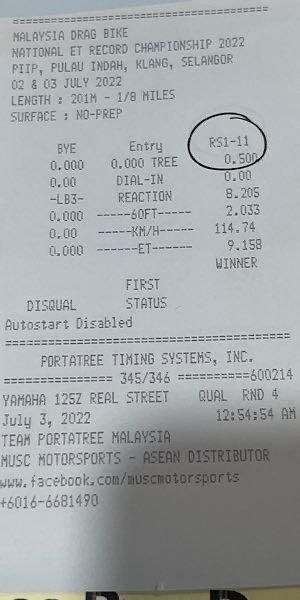 ===================================
MALAYSIA DRAG BIKE
NATIONAL ET RECORD CHAMPIONSHIP 2022
PIIP, PULAU INDAH, KLANG, SELANGOR
02 & 03 JULY 2022
LENGTH : 201M - 1/8 MILES
SURFACE : NO-PREP
BYE Entry RS1-11
0.000 0.000 TREE 0.500
0.00 DIAL-IN 0.00
-LB3- REACTION 8.205
0.000 -----60FT----- 2.033
0.00 -----KM/H----- 114.74
0.000 ------ET------ 9.158
WINNER
FIRST
DISQUAL STATUS
Autostart Disabled
===================================
PORTATREE TIMING SYSTEMS, INC.
============== 345/346 ==========600214
YAMAHA 125Z REAL STREET QUAL RND 4
July 3, 2022 12:54:54 AM
TEAM PORTATREE MALAYSIA
MUSC MOTORSPORTS - ASEAN DISTRIBUTOR
www.facebook.com/muscmotorsports
+6016-6681490